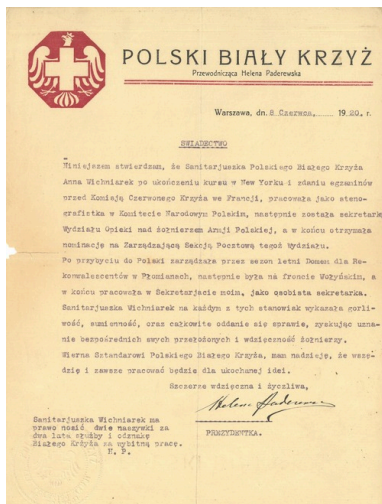 POLSKI BIAŁY KRZYŻ
Przewodnicząca Helena Paderewska
Warszawa, dn. 8 Czerwca, 1920.
ŚWIADECTWO
Niniejszem stwierdzam, że Sanitarjuszka Polskiego Białego Krzyża
Anna Wichniarek po ukończeniu kursu w New Yorku i zdaniu egzaminów
przed Komisją Czerwonego Krzyża we Francji, pracowała jako steno-
grafistka w Komitecie Narodowym Polskim, następnie została sekretarką
Wydziału Opieki nad żołnierzem Armji Polskiej, a w końcu otrzymała
nominację na Zarządzającą Sekcją Pocztową tegoż Wydziału.
Po przybyciu do Polski zarządzała przez sezon letni Domem dla Re-
konwalescentów w Płomianach, następnie była na froncie Wołyńskim, a
w końcu pracowała w Sekretarjacie moim, jako osobista sekretarka.
Sanitarjuszka Wichniarek na każdym z tych stanowisk wykazała gorli-
wość, sumienność, oraz całkowite oddanie się sprawie, zyskując uzna-
nie bezpośrednich swych przełożonych i wdzięczność żołnierzy.
Wierna Sztandarowi Polskiego Białego Krzyża, mam nadzieję, że wszę-
dzie i zawsze pracować będzie dla ukochanej idei.
Szczerze wdzięczna i życzliwa,
Helena Paderewska
PREZYDENTKA.
Sanitarjuszka Wichniarek ma
prawo nosić dwie naszywki za
dwa lata służby i odznakę
Białego Krzyża za wybitną pracę.
H. P.